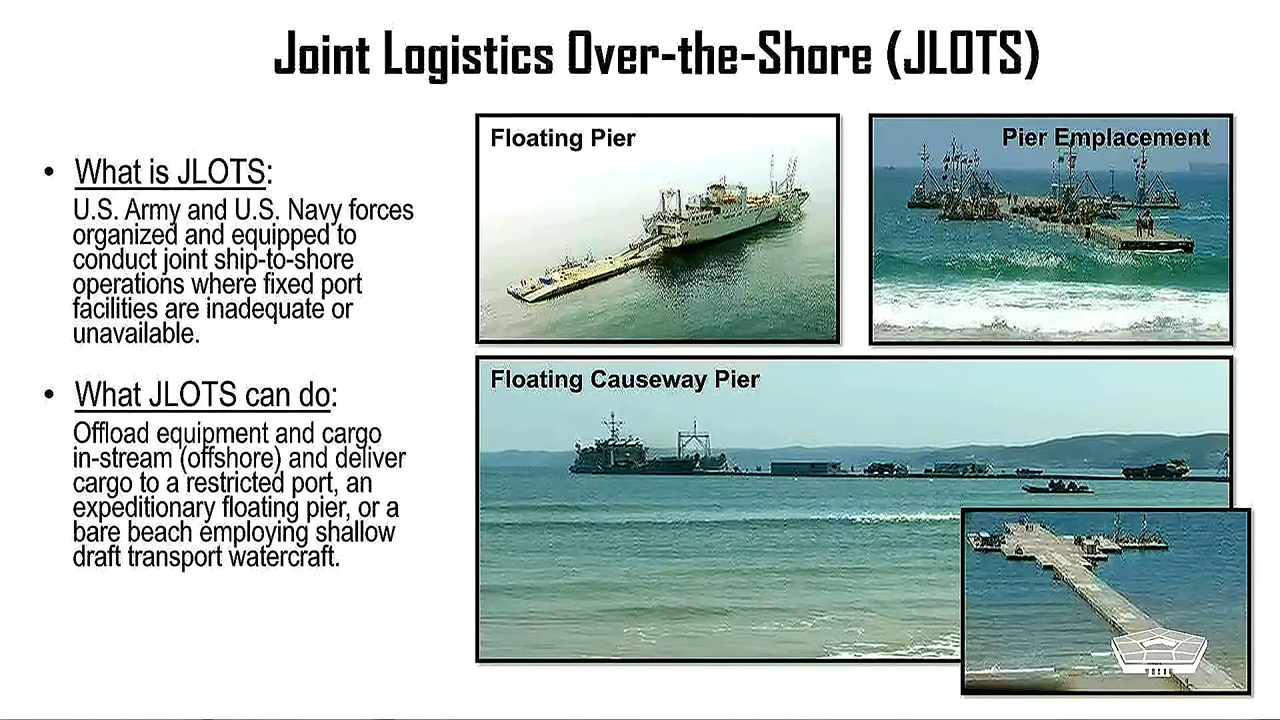 Joint Logistics Over-the-Shore (JLOTS)
• What is JLOTS:
U.S. Army and U.S. Navy forces
organized and equipped to
conduct joint ship-to-shore
operations where fixed port
facilities are inadequate or
unavailable.
• What JLOTS can do:
Offload equipment and cargo
in-stream (offshore) and deliver
cargo to a restricted port, an
expeditionary floating pier, or a
bare beach employing shallow
draft transport watercraft.
Floating Pier
Pier Emplacement
Floating Causeway Pier